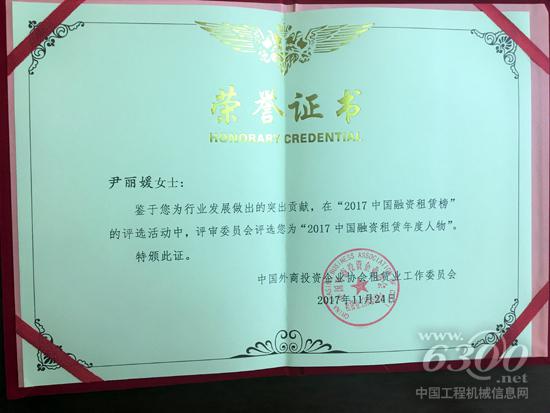 荣誉证书
HONORARY CREDENTIAL
尹丽媛女士：
鉴于您为行业发展做出的突出贡献，在“2017中国融资租赁榜”
的评选活动中，评审委员会评选您为“2017中国融资租赁年度人物”。
特颁此证。
中国外商投资企业协会租赁业工作委员会
2017年11月24日
6300.net
中国工程机械信息网